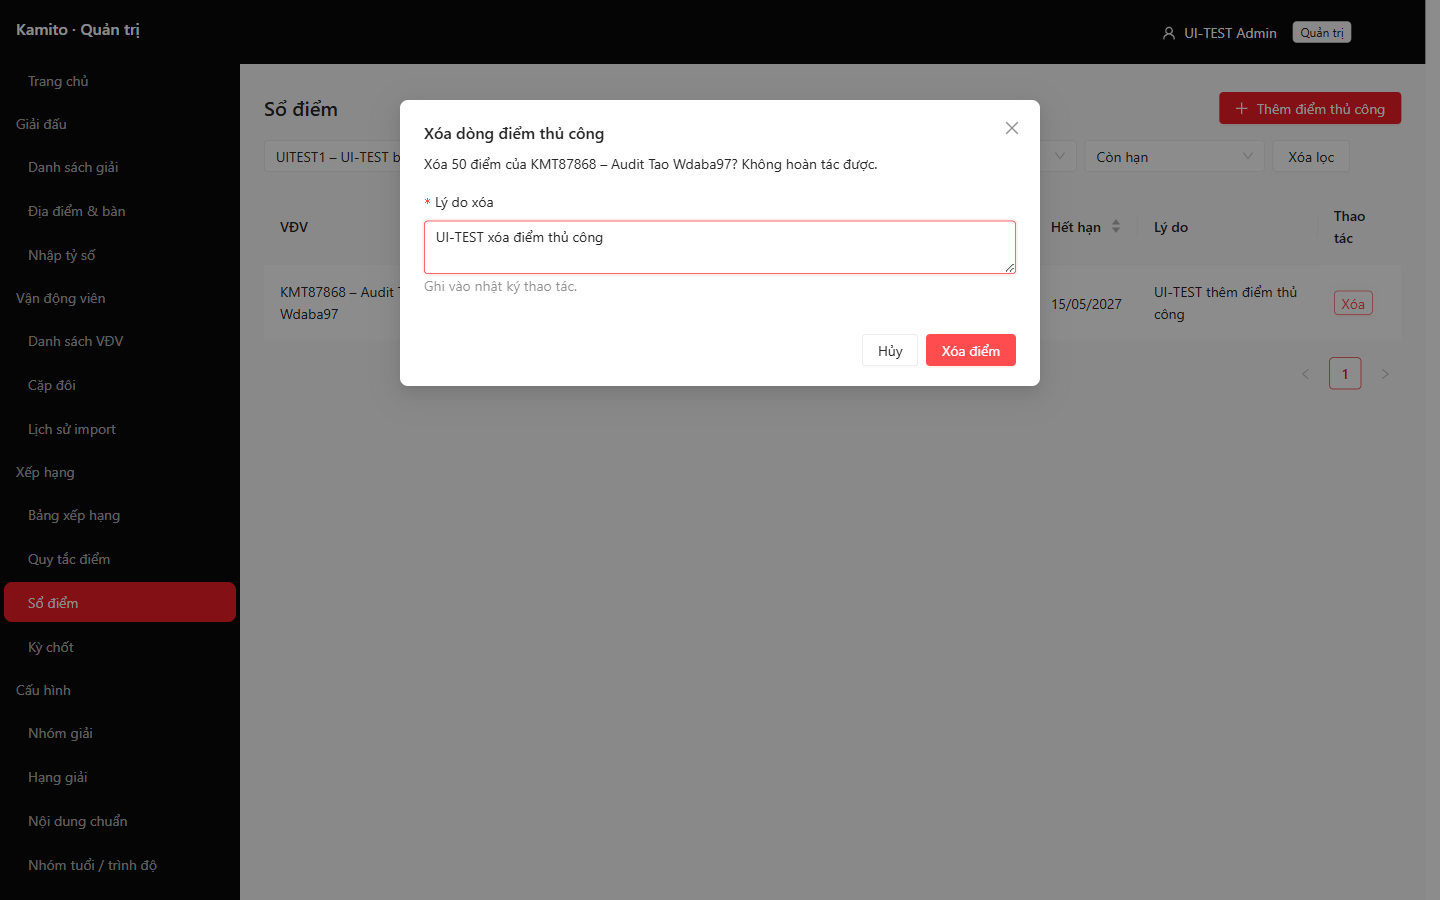 Kamito · Quản trị
UI-TEST Admin
Quản trị
Trang chủ
Giải đấu
Danh sách giải
Địa điểm & bàn
Nhập tỷ số
Vận động viên
Danh sách VĐV
Cặp đôi
Lịch sử import
Xếp hạng
Bảng xếp hạng
Quy tắc điểm
Sổ điểm
Kỳ chốt
Cấu hình
Nhóm giải
Hạng giải
Nội dung chuẩn
Nhóm tuổi / trình độ
Sổ điểm
+ Thêm điểm thủ công
UITEST1 – UI-TEST b
Còn hạn
Xóa lọc
VĐV
Hết hạn
Lý do
Thao
tác
KMT87868 – Audit T
Wdaba97
15/05/2027
UI-TEST thêm điểm thủ
công
Xóa
1
Xóa dòng điểm thủ công
Xóa 50 điểm của KMT87868 – Audit Tao Wdaba97? Không hoàn tác được.
* Lý do xóa
UI-TEST xóa điểm thủ công
Ghi vào nhật ký thao tác.
Hủy
Xóa điểm